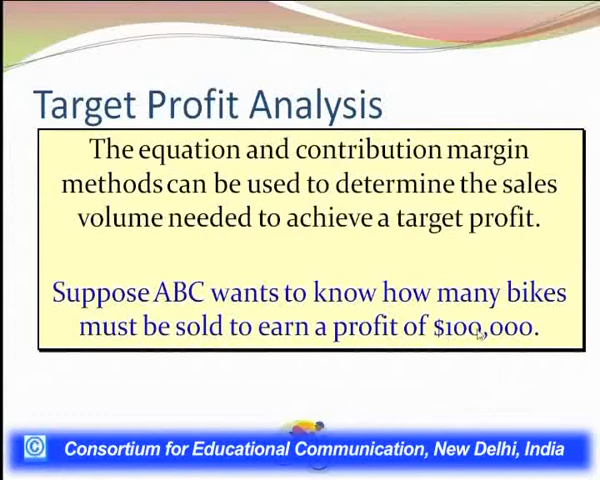 Target Profit Analysis
The equation and contribution margin
methods can be used to determine the sales
volume needed to achieve a target profit.
Suppose ABC wants to know how many bikes
must be sold to earn a profit of $100,000.
© Consortium for Educational Communication, New Delhi, India